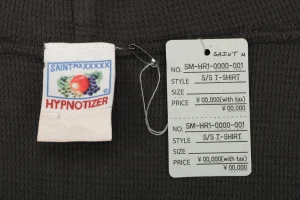 SAINT MXXXXXX
HYPNOTIZER
SAINT M
NO. SM-HR1-0000-001
STYLE S/S T-SHIRT
SIZE
PRICE ¥00,000(with tax)
¥00,000
NO. SM-HR1-0000-001
STYLE S/S T-SHIRT
SIZE
PRICE ¥00,000(with tax)
¥00,000